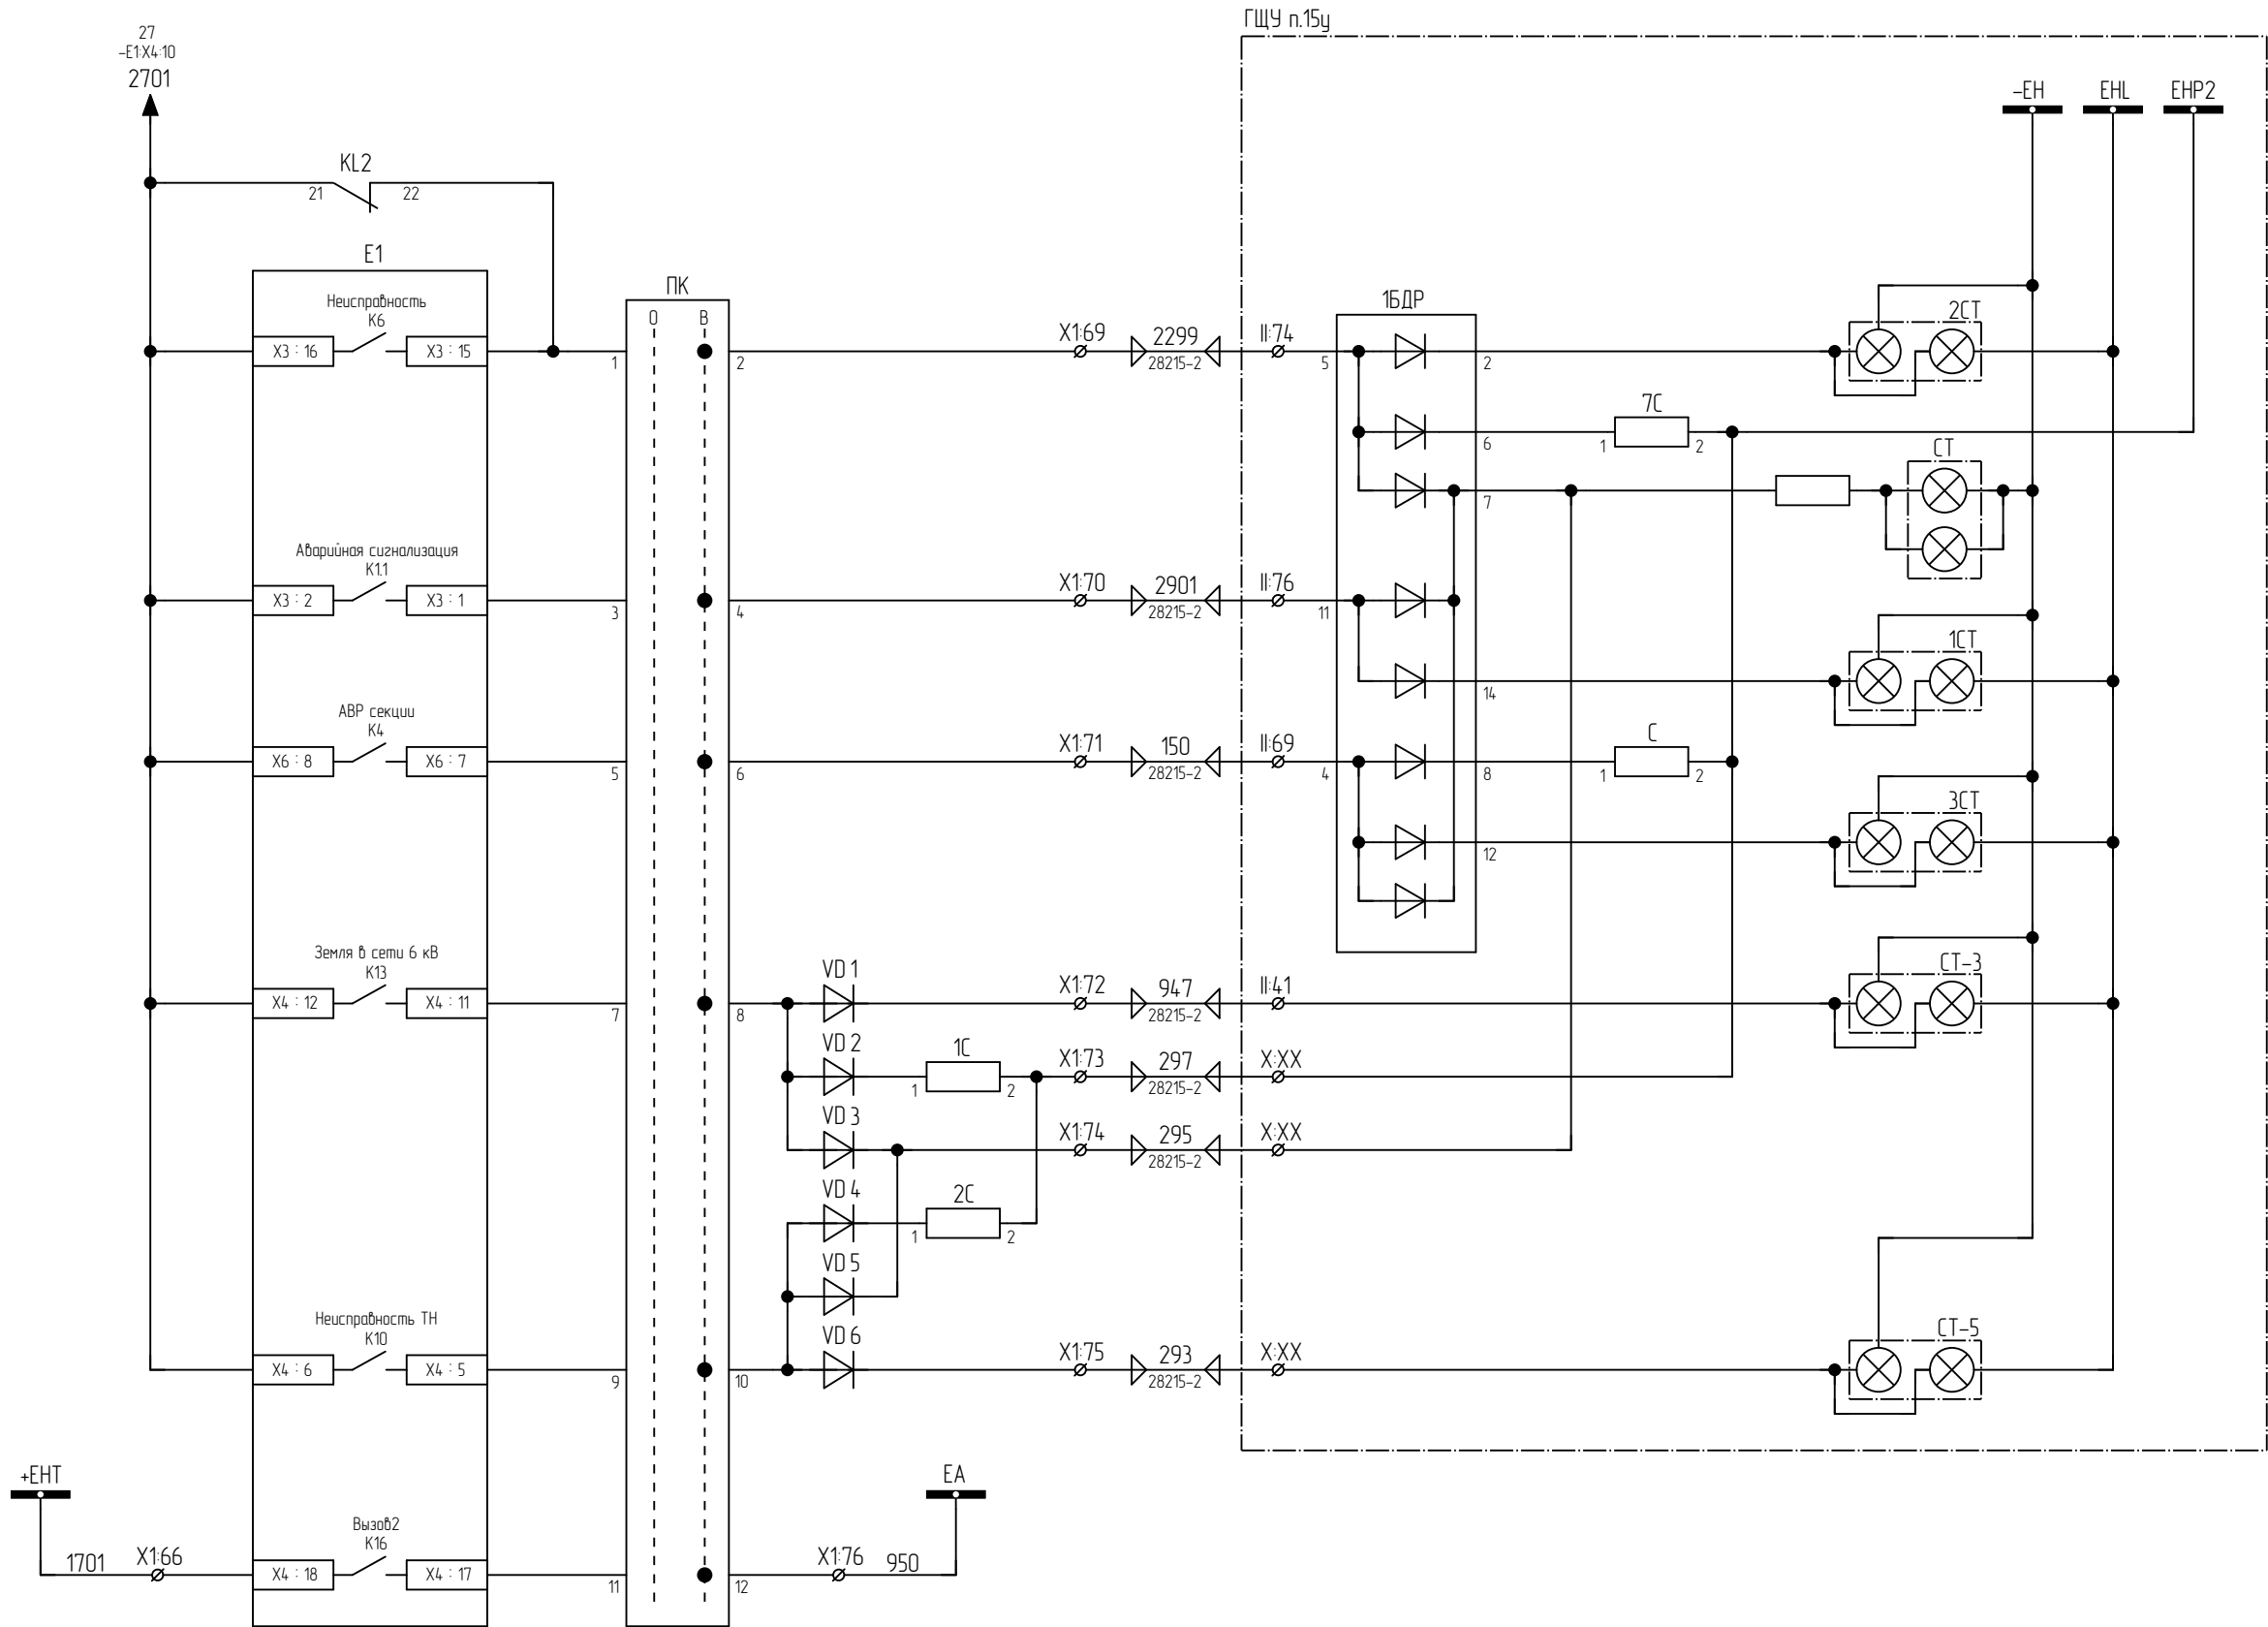 ГЩУ п.15у
27
-E1:X4:10
2701
-EH
EHL
EHP2
KL2
21
22
E1
ПК
О
В
1БДР
2СТ
Неисправность
K6
X3 : 16
X3 : 15
1
2
X1:69
2299
28215-2
II:74
5
2
7С
6
1
2
СТ
7
Аварийная сигнализация
K1.1
X3 : 2
X3 : 1
3
4
X1:70
2901
28215-2
II:76
11
1СТ
14
АВР секции
K4
X6 : 8
X6 : 7
5
6
X1:71
150
28215-2
II:69
4
8
С
1
2
3СТ
12
Земля в сети 6 кВ
K13
X4 : 12
X4 : 11
7
8
VD 1
X1:72
947
28215-2
II:41
СТ-3
VD 2
1С
1
2
X1:73
297
28215-2
X:XX
VD 3
X1:74
295
28215-2
X:XX
VD 4
2С
1
2
VD 5
Неисправность ТН
K10
X4 : 6
X4 : 5
9
10
VD 6
X1:75
293
28215-2
X:XX
СТ-5
+EHT
EA
1701
X1:66
Вызов2
K16
X4 : 18
X4 : 17
11
12
X1:76
950